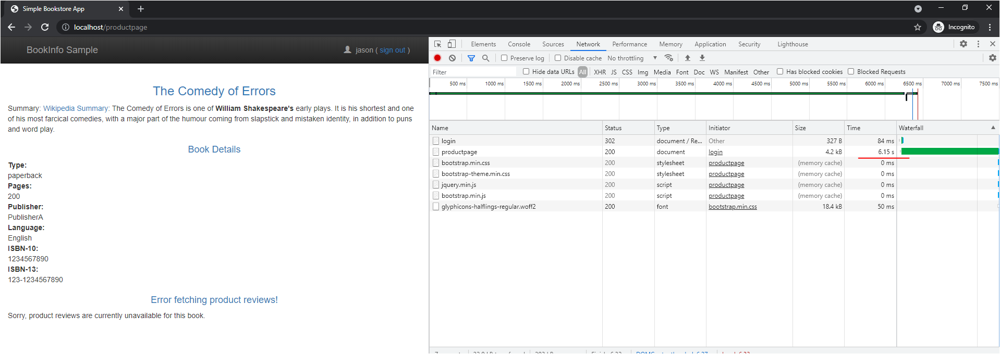 Simple Bookstore App
localhost/productpage
Incognito
BookInfo Sample
jason ( sign out )
The Comedy of Errors
Summary: Wikipedia Summary: The Comedy of Errors is one of William Shakespeare's early plays. It is his shortest and one
of his most farcical comedies, with a major part of the humour coming from slapstick and mistaken identity, in addition to puns
and word play.
Book Details
Type:
paperback
Pages:
200
Publisher:
PublisherA
Language:
English
ISBN-10:
1234567890
ISBN-13:
123-1234567890
Error fetching product reviews!
Sorry, product reviews are currently unavailable for this book.
Elements Console Sources Network Performance Memory Application Security Lighthouse
Preserve log Disable cache No throttling
Filter Hide data URLs All XHR JS CSS Img Media Font Doc WS Manifest Other Has blocked cookies Blocked Requests
500 ms 1000 ms 1500 ms 2000 ms 2500 ms 3000 ms 3500 ms 4000 ms 4500 ms 5000 ms 5500 ms 6000 ms 6500 ms 7000 ms 7500 ms
Name Status Type Initiator Size Time Waterfall
login 302 document / Re... Other 327 B 84 ms
productpage 200 document login 4.2 kB 6.15 s
bootstrap.min.css 200 stylesheet productpage (memory cache) 0 ms
bootstrap-theme.min.css 200 stylesheet productpage (memory cache) 0 ms
jquery.min.js 200 script productpage (memory cache) 0 ms
bootstrap.min.js 200 script productpage (memory cache) 0 ms
glyphicons-halflings-regular.woff2 200 font bootstrap.min.css 18.4 kB 50 ms